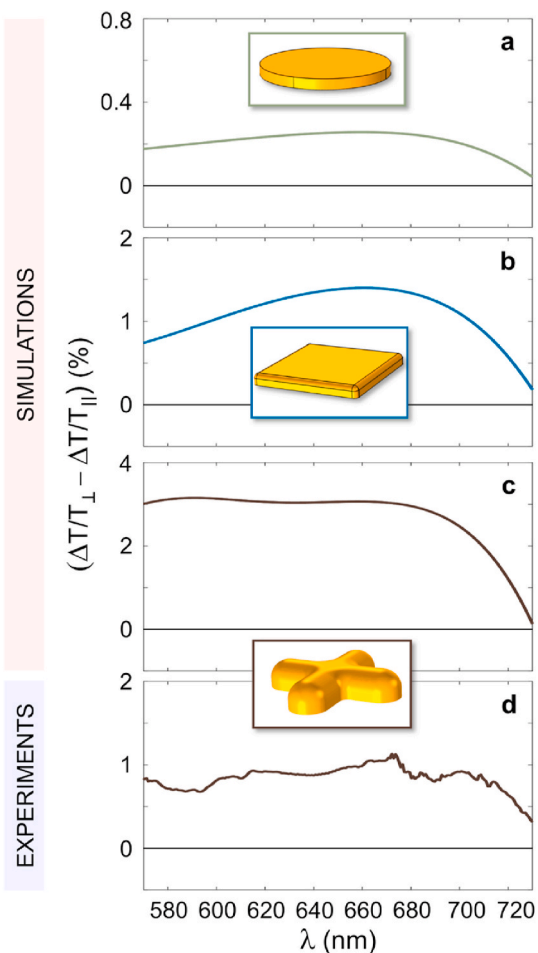 SIMULATIONS
EXPERIMENTS
(ΔT/T⊥ – ΔT/T||) (%)
a
0.8
0.4
0
b
2
1
0
c
4
2
0
d
2
1
0
580 600 620 640 660 680 700 720
λ (nm)